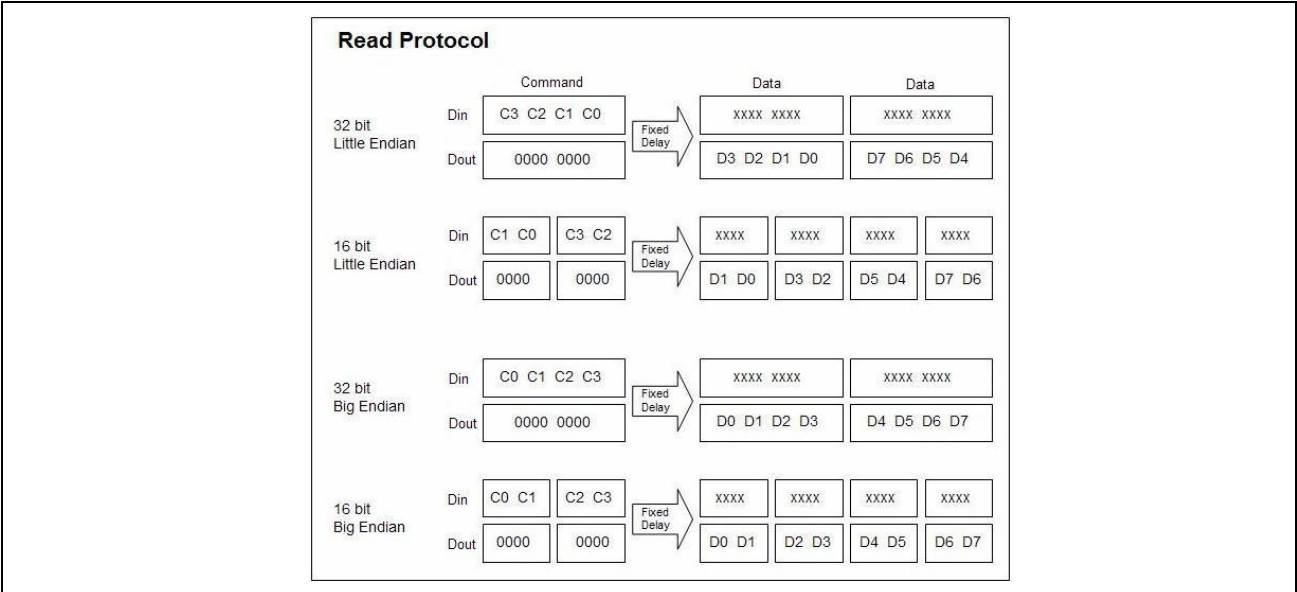 Read Protocol
Command Data Data
32 bit
Little Endian
Din C3 C2 C1 C0 XXXX XXXX XXXX XXXX
Fixed
Delay
Dout 0000 0000 D3 D2 D1 D0 D7 D6 D5 D4
16 bit
Little Endian
Din C1 C0 C3 C2 XXXX XXXX XXXX XXXX
Fixed
Delay
Dout 0000 0000 D1 D0 D3 D2 D5 D4 D7 D6
32 bit
Big Endian
Din C0 C1 C2 C3 XXXX XXXX XXXX XXXX
Fixed
Delay
Dout 0000 0000 D0 D1 D2 D3 D4 D5 D6 D7
16 bit
Big Endian
Din C0 C1 C2 C3 XXXX XXXX XXXX XXXX
Fixed
Delay
Dout 0000 0000 D0 D1 D2 D3 D4 D5 D6 D7